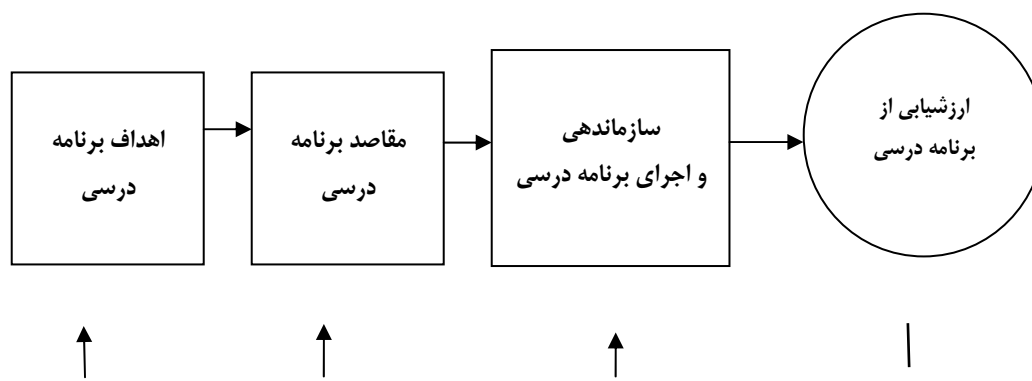 اهداف برنامه
درسی
مقاصد برنامه
درسی
سازماندهی
و اجرای برنامه درسی
ارزشیابی از
برنامه درسی